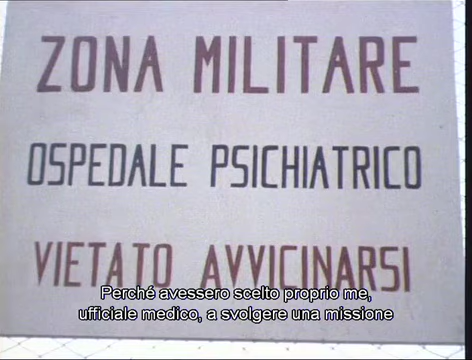 ZONA MILITARE
OSPEDALE PSICHIATRICO
VIETATO AVVICINARSI
Perché avessero scelto proprio me,
ufficiale medico, a svolgere una missione